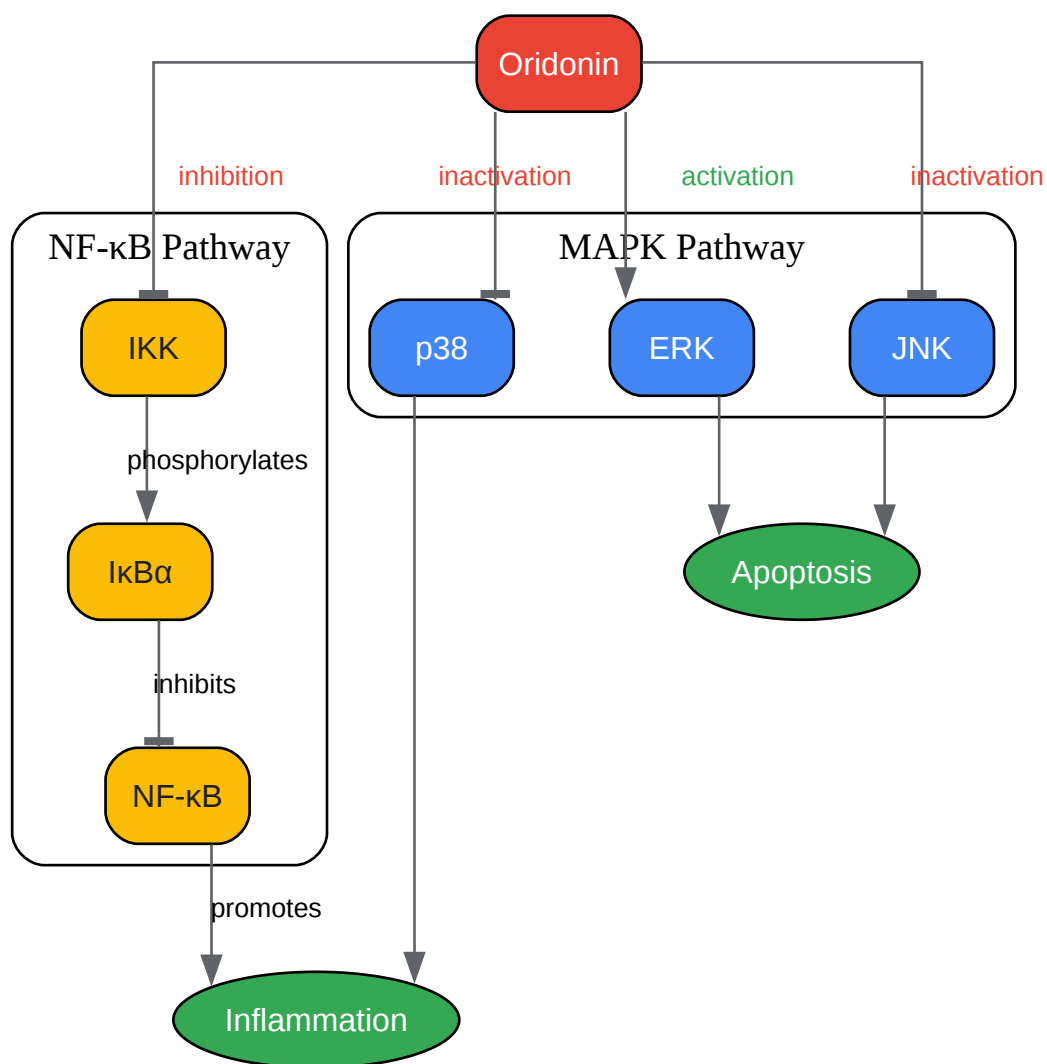 Oridonin
inhibition
inactivation
activation
inactivation
NF-κB Pathway
MAPK Pathway
IKK
p38
ERK
JNK
phosphorylates
IκBα
Apoptosis
inhibits
NF-κB
promotes
Inflammation